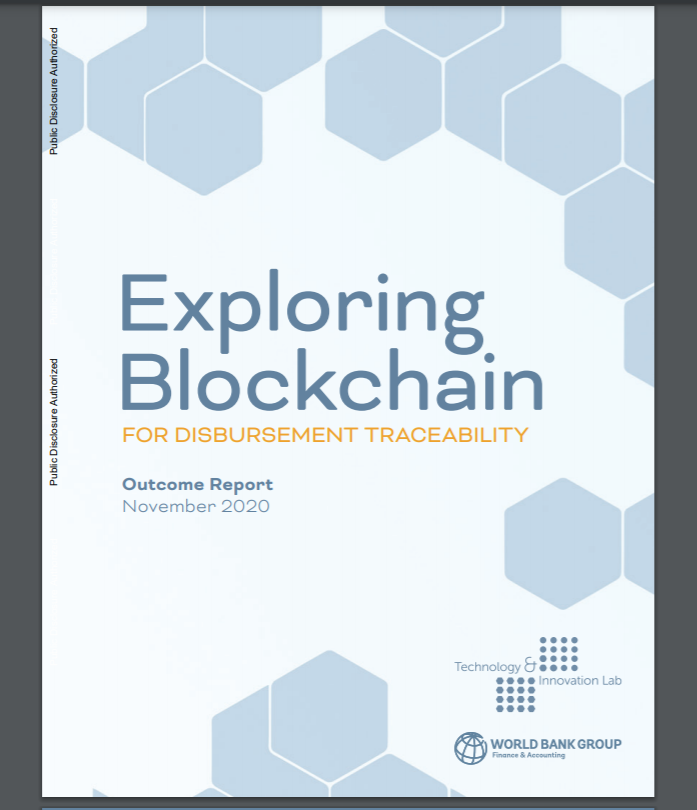 Public Disclosure Authorized
Exploring
Blockchain
FOR DISBURSEMENT TRACEABILITY
Public Disclosure Authorized
Outcome Report
November 2020
Technology &
Innovation Lab
WORLD BANK GROUP
Finance & Accounting